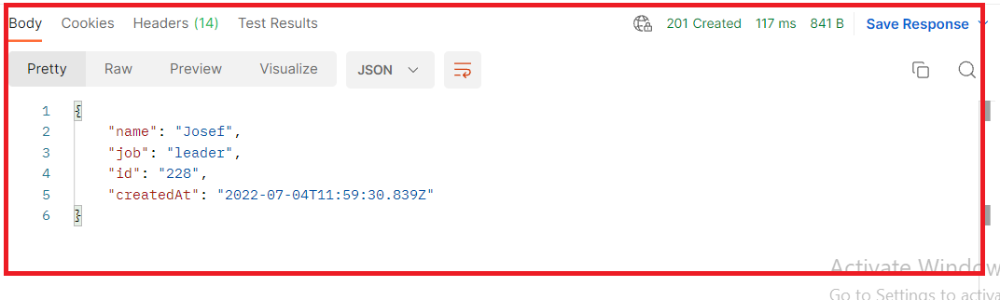 Body Cookies Headers (14) Test Results 201 Created 117 ms 841 B Save Response
Pretty Raw Preview Visualize JSON
1 {
2 "name": "Josef",
3 "job": "leader",
4 "id": "228",
5 "createdAt": "2022-07-04T11:59:30.839Z"
6 }
Activate Window
Go to Settings to activa